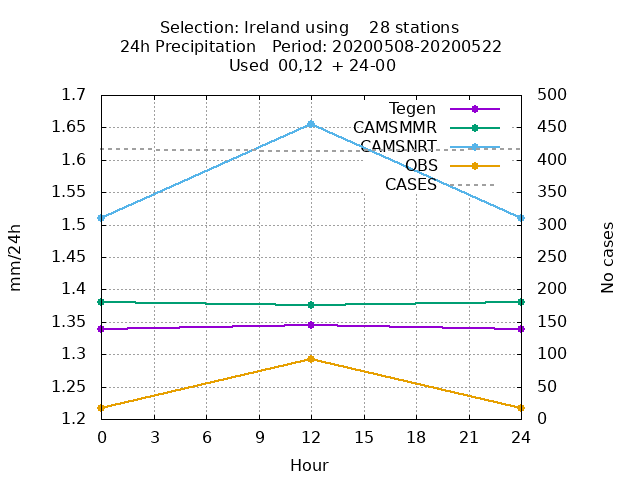 Selection: Ireland using    28 stations
24h Precipitation   Period: 20200508-20200522
Used  00,12  + 24-00
1.7
1.65
1.6
1.55
1.5
1.45
1.4
1.35
1.3
1.25
1.2
mm/24h
Tegen
CAMSMMR
CAMSNRT
OBS
CASES
500
450
400
350
300
250
200
150
100
50
0
No cases
0 3 6 9 12 15 18 21 24
Hour